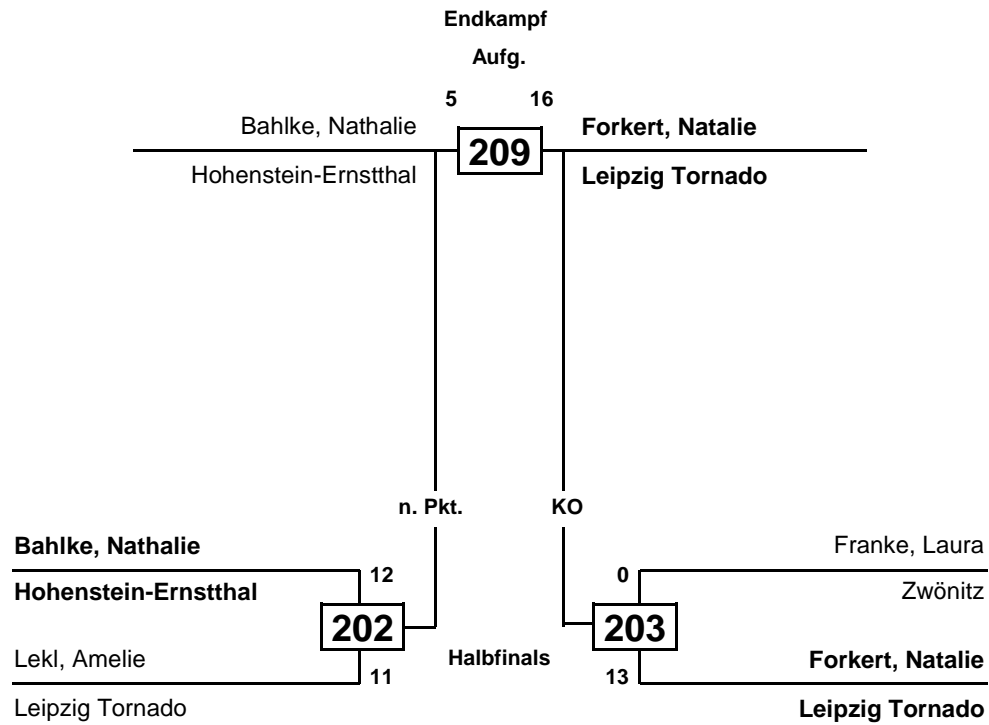 Endkampf
Aufg.
5 16
Bahlke, Nathalie 209 Forkert, Natalie
Hohenstein-Ernstthal Leipzig Tornado
n. Pkt. KO
Bahlke, Nathalie Franke, Laura
12 0
Hohenstein-Ernstthal Zwönitz
202 203
Lekl, Amelie Halbfinals Forkert, Natalie
11 13
Leipzig Tornado Leipzig Tornado